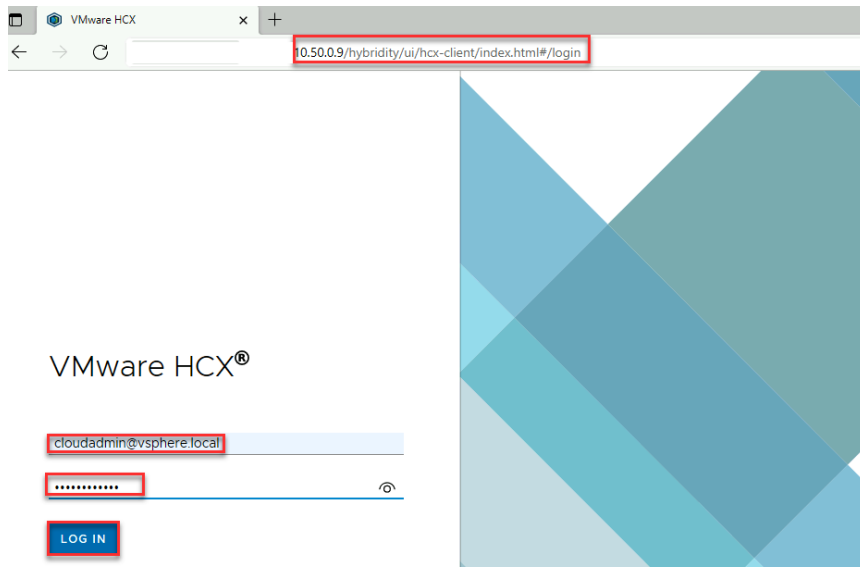 VMware HCX
10.50.0.9/hybridity/ui/hcx-client/index.html#/login
VMware HCX®
cloudadmin@vsphere.local
••••••••••••
LOG IN